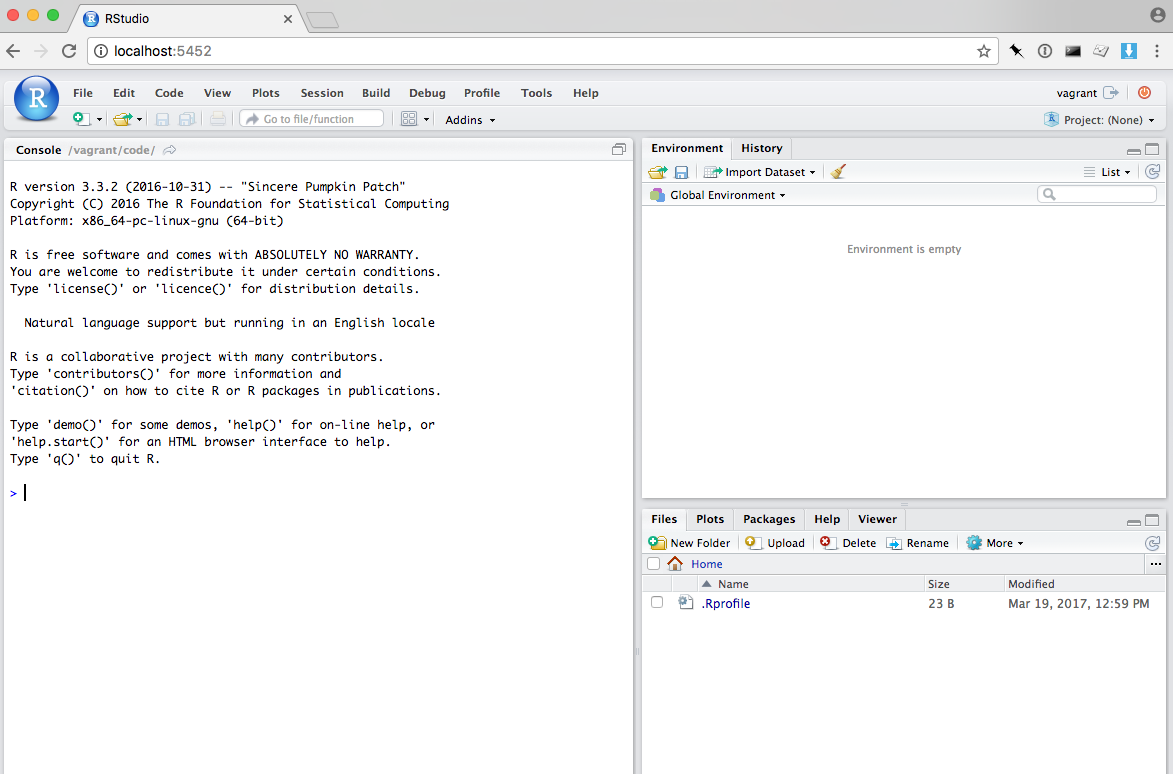 RStudio
localhost:5452
R
File Edit Code View Plots Session Build Debug Profile Tools Help
vagrant
Go to file/function
Addins
Project: (None)
Console /vagrant/code/
R version 3.3.2 (2016-10-31) -- "Sincere Pumpkin Patch"
Copyright (C) 2016 The R Foundation for Statistical Computing
Platform: x86_64-pc-linux-gnu (64-bit)
R is free software and comes with ABSOLUTELY NO WARRANTY.
You are welcome to redistribute it under certain conditions.
Type 'license()' or 'licence()' for distribution details.
Natural language support but running in an English locale
R is a collaborative project with many contributors.
Type 'contributors()' for more information and
'citation()' on how to cite R or R packages in publications.
Type 'demo()' for some demos, 'help()' for on-line help, or
'help.start()' for an HTML browser interface to help.
Type 'q()' to quit R.
>
Environment History
Import Dataset
List
Global Environment
Environment is empty
Files Plots Packages Help Viewer
New Folder Upload Delete Rename More
Home
...
Name Size Modified
.Rprofile 23 B Mar 19, 2017, 12:59 PM